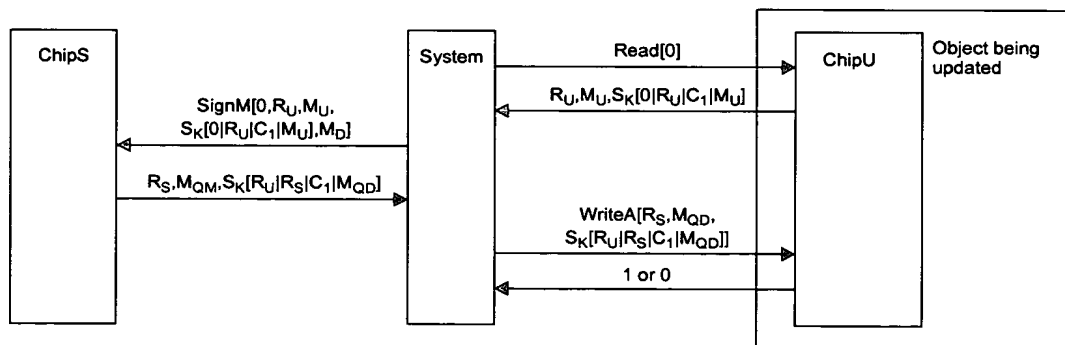 ChipS
System
ChipU
Object being
updated
Read[0]
R_U,M_U,S_K[0|R_U|C_1|M_U]
SignM[0,R_U,M_U,
S_K[0|R_U|C_1|M_U],M_D]
R_S,M_QM,S_K[R_U|R_S|C_1|M_QD]
WriteA[R_S,M_QD,
S_K[R_U|R_S|C_1|M_QD]]
1 or 0